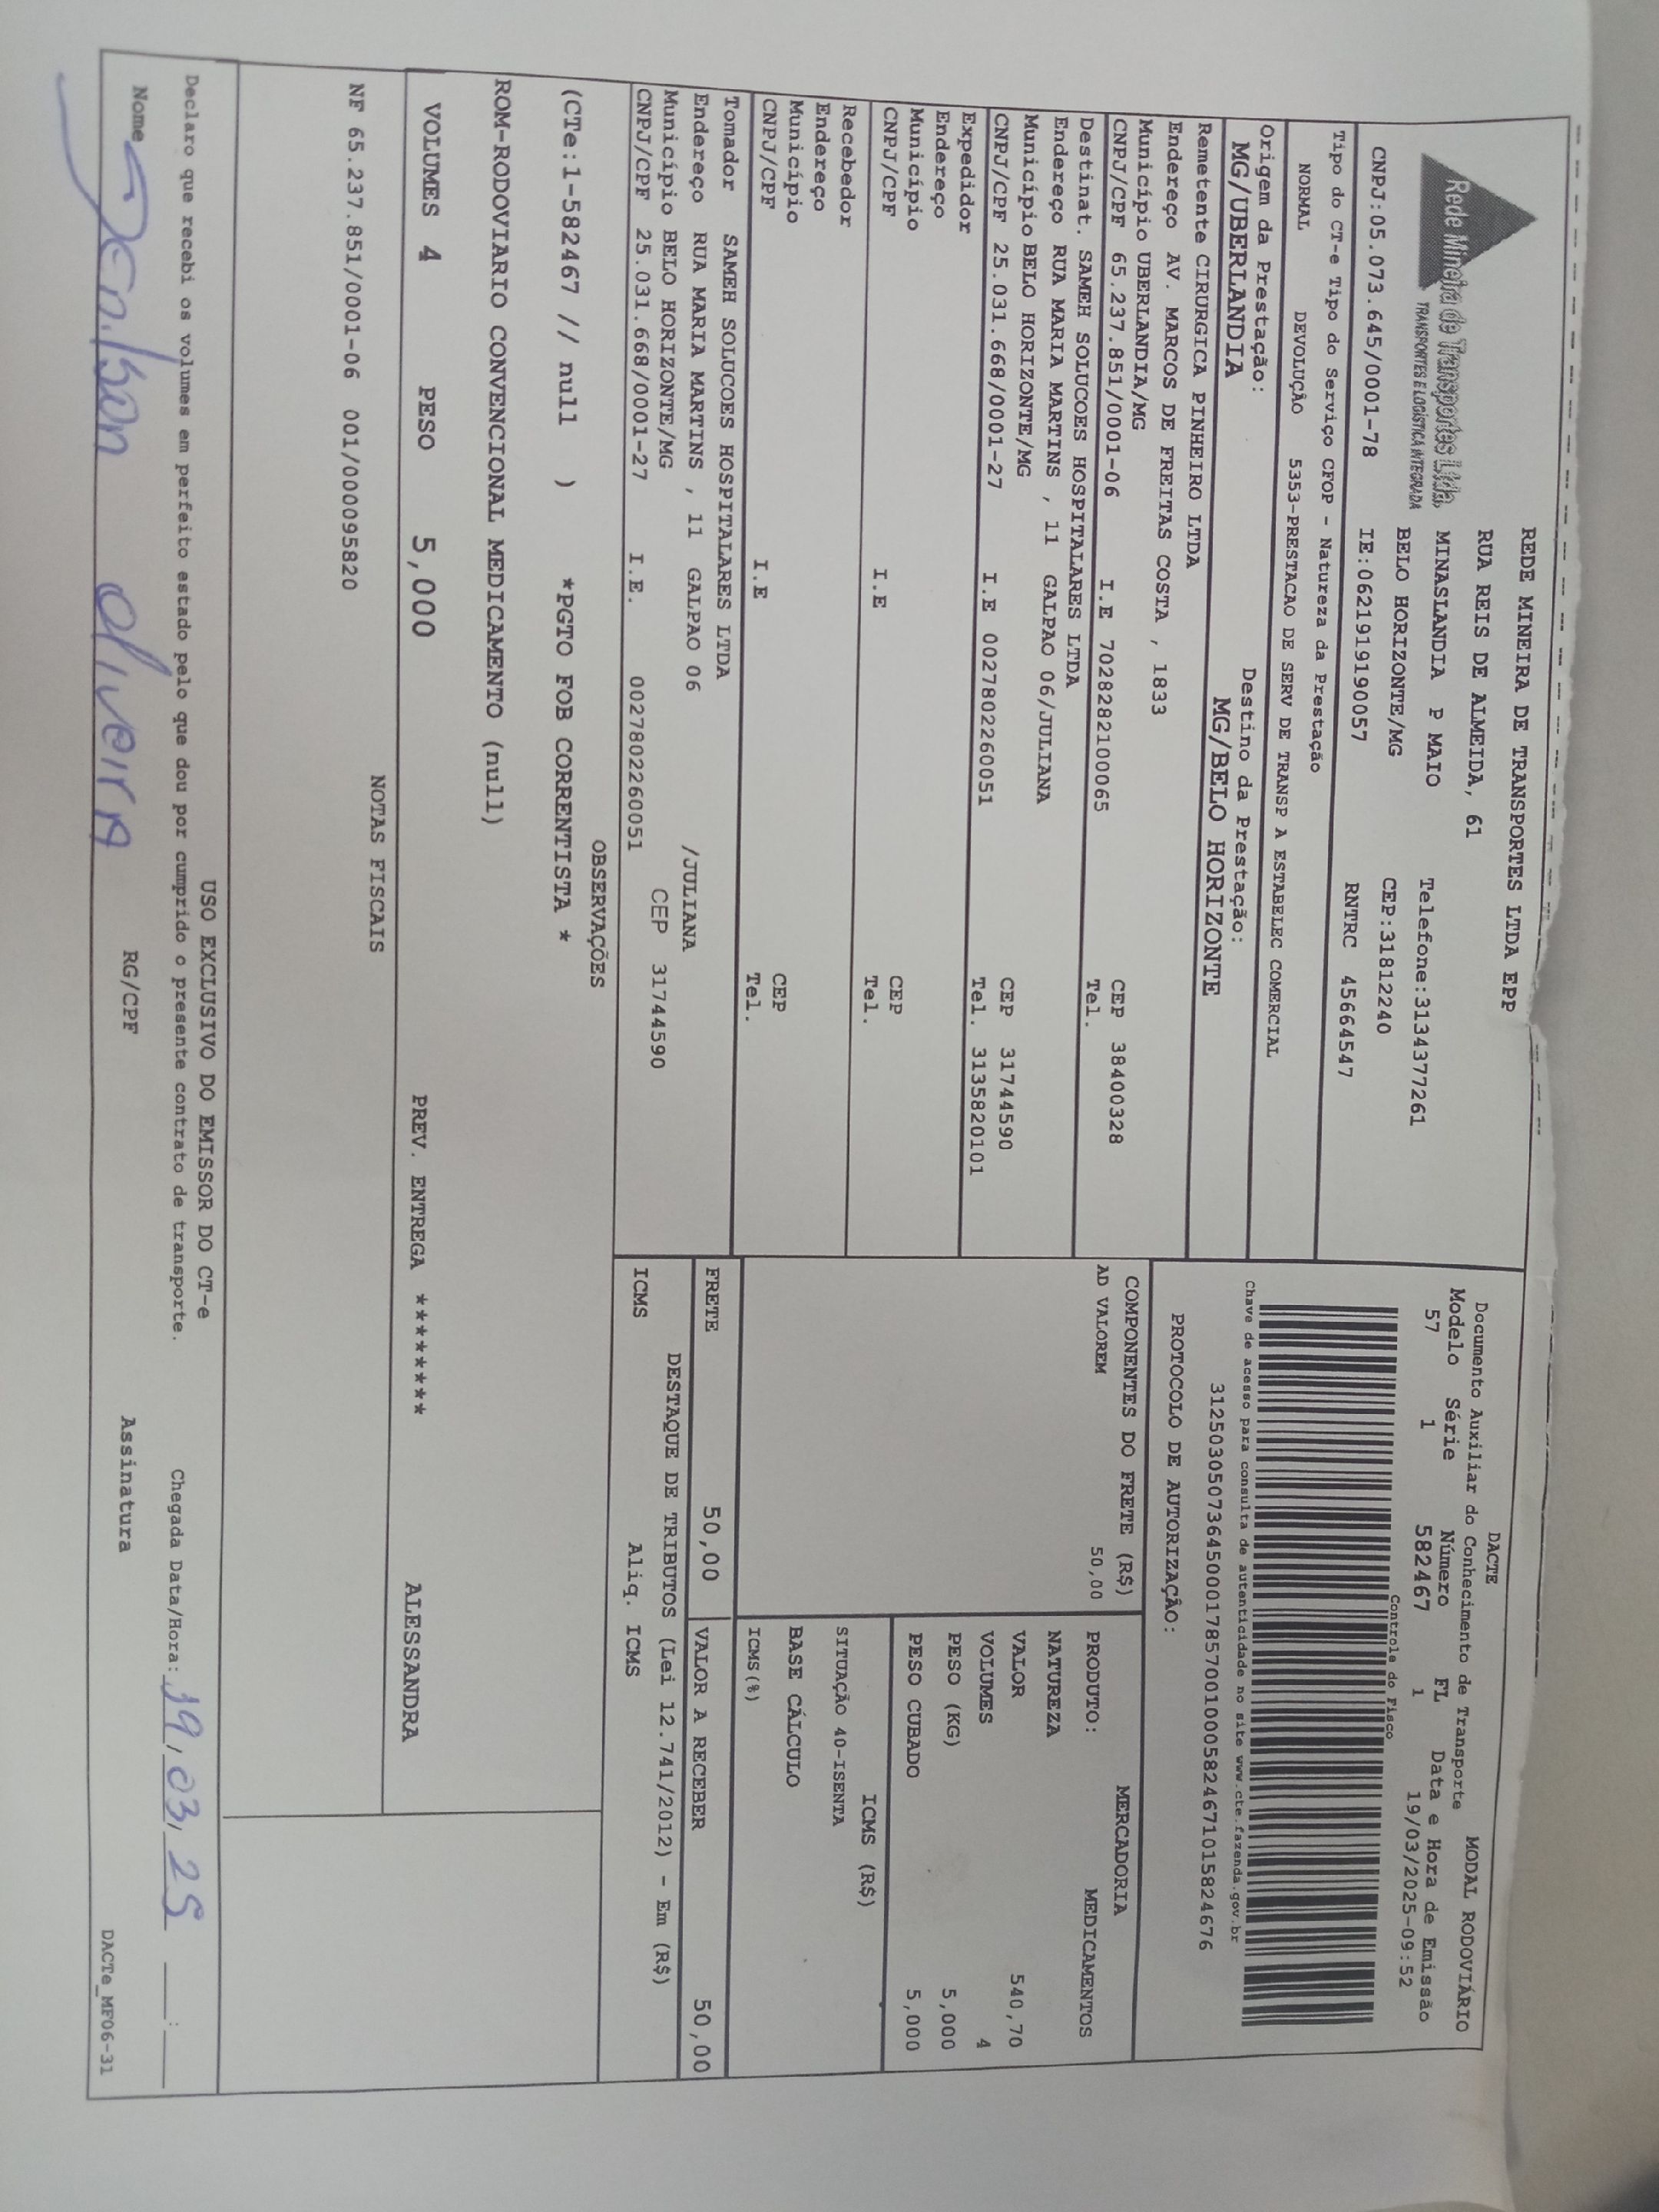 Rede Mineira de Transportes Ltda.
TRANSPORTES E LOGÍSTICA INTEGRADA
REDE MINEIRA DE TRANSPORTES LTDA EPP
RUA REIS DE ALMEIDA, 61
MINASLANDIA P MAIO Telefone:3134377261
BELO HORIZONTE/MG CEP:31812240
CNPJ:05.073.645/0001-78 IE:0621919190057 RNTRC 45664547
Tipo do CT-e Tipo do Serviço CFOP - Natureza da Prestação
NORMAL DEVOLUÇÃO 5353-PRESTACAO DE SERV DE TRANSP A ESTABELEC COMERCIAL
Origem da Prestação: Destino da Prestação:
MG/UBERLANDIA MG/BELO HORIZONTE
Remetente CIRURGICA PINHEIRO LTDA
Endereço AV. MARCOS DE FREITAS COSTA , 1833
Município UBERLANDIA/MG CEP 38400328
CNPJ/CPF 65.237.851/0001-06 I.E 7028282100065 Tel.
Destinat. SAMEH SOLUCOES HOSPITALARES LTDA
Endereço RUA MARIA MARTINS , 11 GALPAO 06/JULIANA
Município BELO HORIZONTE/MG CEP 31744590
CNPJ/CPF 25.031.668/0001-27 I.E 0027802260051 Tel. 3135820101
Expedidor
Endereço
Município CEP
CNPJ/CPF I.E Tel.
Recebedor
Endereço
Município CEP
CNPJ/CPF I.E Tel.
Tomador SAMEH SOLUCOES HOSPITALARES LTDA
Endereço RUA MARIA MARTINS , 11 GALPAO 06 /JULIANA
Município BELO HORIZONTE/MG CEP 31744590
CNPJ/CPF 25.031.668/0001-27 I.E. 0027802260051
DACTE
Documento Auxiliar do Conhecimento de Transporte MODAL RODOVIÁRIO
Modelo Série Número FL Data e Hora de Emissão
57 1 582467 1 19/03/2025-09:52
Controle do Fisco
Chave de acesso para consulta de autenticidade no site www.cte.fazenda.gov.br
31250305073645000178570010005824671015824676
PROTOCOLO DE AUTORIZAÇÃO:
COMPONENTES DO FRETE (R$)
AD VALOREM 50,00
MERCADORIA
PRODUTO: MEDICAMENTOS
NATUREZA
VALOR 540,70
VOLUMES 4
PESO (KG) 5,000
PESO CUBADO 5,000
ICMS (R$)
SITUAÇÃO 40-ISENTA
BASE CÁLCULO
ICMS(%)
FRETE 50,00 VALOR A RECEBER 50,00
DESTAQUE DE TRIBUTOS (Lei 12.741/2012) - Em (R$)
ICMS Aliq. ICMS
OBSERVAÇÕES
(CTe:1-582467 // null ) *PGTO FOB CORRENTISTA *
ROM-RODOVIARIO CONVENCIONAL MEDICAMENTO (null)
VOLUMES 4 PESO 5,000 PREV. ENTREGA ******** ALESSANDRA
NOTAS FISCAIS
NF 65.237.851/0001-06 001/000095820
USO EXCLUSIVO DO EMISSOR DO CT-e
Declaro que recebi os volumes em perfeito estado pelo que dou por cumprido o presente contrato de transporte. Chegada Data/Hora: 19,03,25 ___:___
Nome Denilson oliveira RG/CPF Assinatura
DACTe_MF06-31